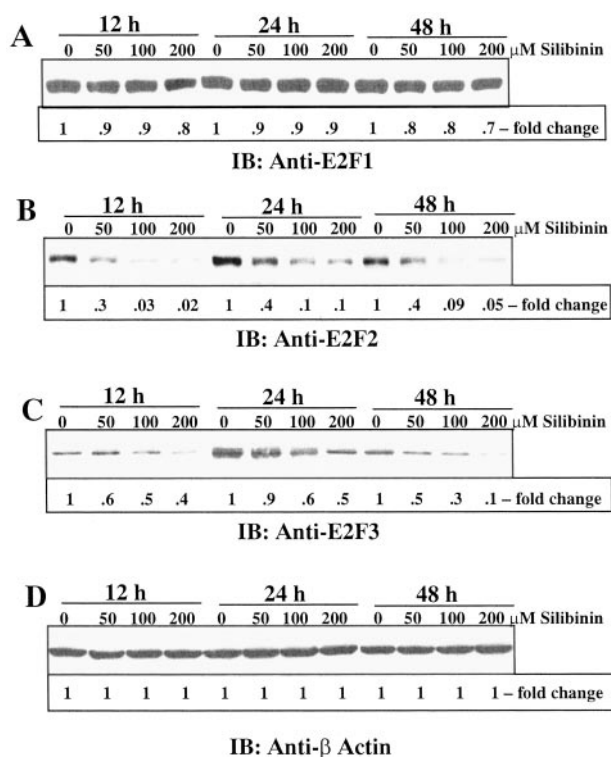 A
12 h 24 h 48 h
0 50 100 200 0 50 100 200 0 50 100 200 μM Silibinin
1 .9 .9 .8 1 .9 .9 .9 1 .8 .8 .7 – fold change
IB: Anti-E2F1
B
12 h 24 h 48 h
0 50 100 200 0 50 100 200 0 50 100 200 μM Silibinin
1 .3 .03 .02 1 .4 .1 .1 1 .4 .09 .05 – fold change
IB: Anti-E2F2
C
12 h 24 h 48 h
0 50 100 200 0 50 100 200 0 50 100 200 μM Silibinin
1 .6 .5 .4 1 .9 .6 .5 1 .5 .3 .1 – fold change
IB: Anti-E2F3
D
12 h 24 h 48 h
0 50 100 200 0 50 100 200 0 50 100 200 μM Silibinin
1 1 1 1 1 1 1 1 1 1 1 1 – fold change
IB: Anti-β Actin